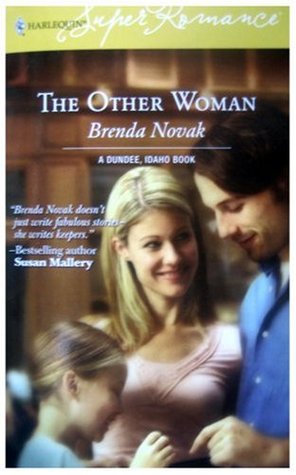 HARLEQUIN®
Super Romance®
THE OTHER WOMAN
Brenda Novak
A DUNDEE, IDAHO BOOK
"Brenda Novak doesn't
just write fabulous stories–
she writes keepers."
–Bestselling author
Susan Mallery